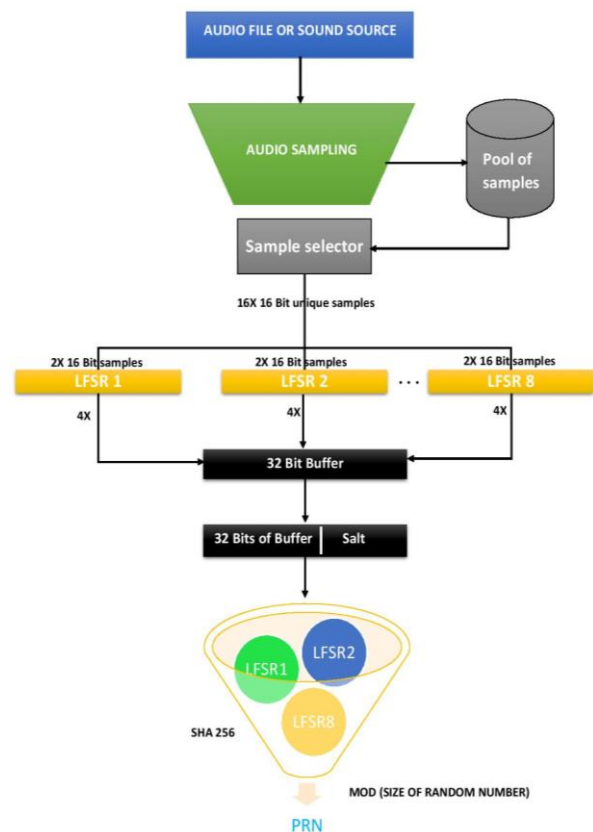 AUDIO FILE OR SOUND SOURCE
AUDIO SAMPLING
Pool of
samples
Sample selector
16X 16 Bit unique samples
2X 16 Bit samples
2X 16 Bit samples
2X 16 Bit samples
LFSR 1
LFSR 2
...
LFSR 8
4X
4X
4X
32 Bit Buffer
32 Bits of Buffer
Salt
LFSR1
LFSR2
LFSR8
SHA 256
MOD (SIZE OF RANDOM NUMBER)
PRN